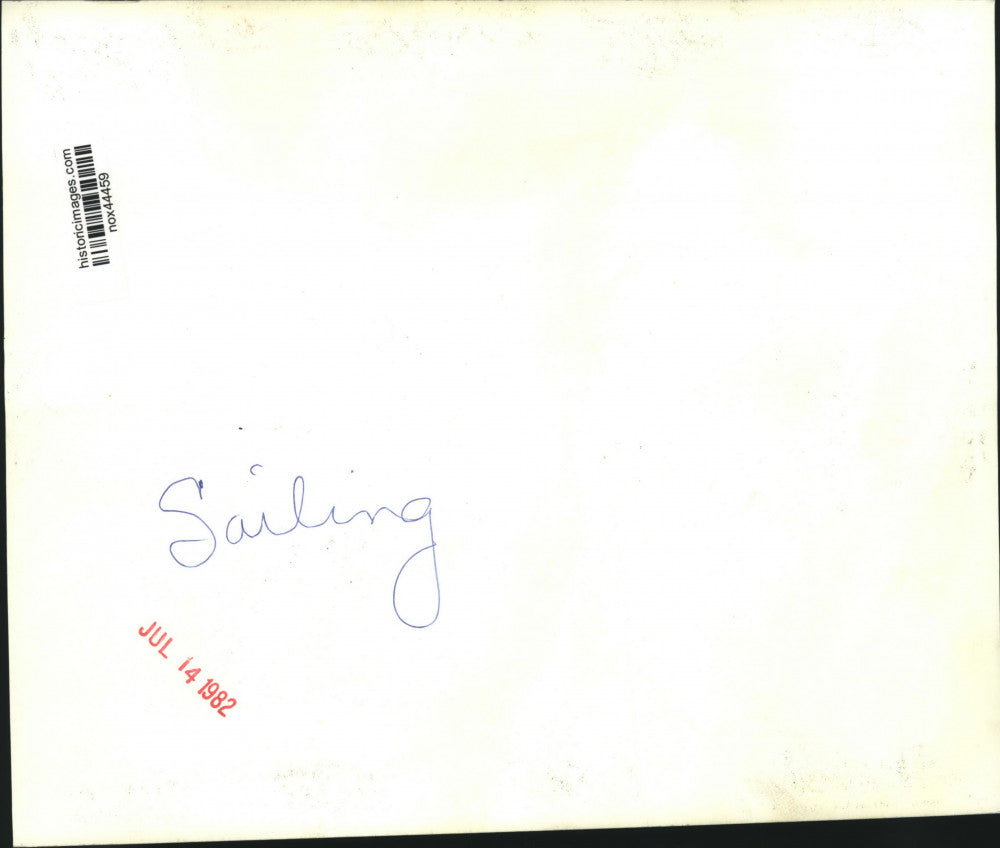 historicimages.com
nox44459
Sailing
JUL 14 1982